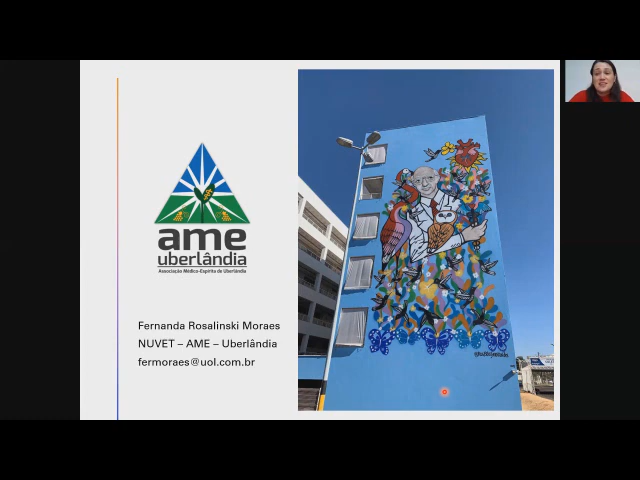 ame
uberlândia
Associação Médico-Espírita de Uberlândia
Fernanda Rosalinski Moraes
NUVET – AME – Uberlândia
fermoraes@uol.com.br